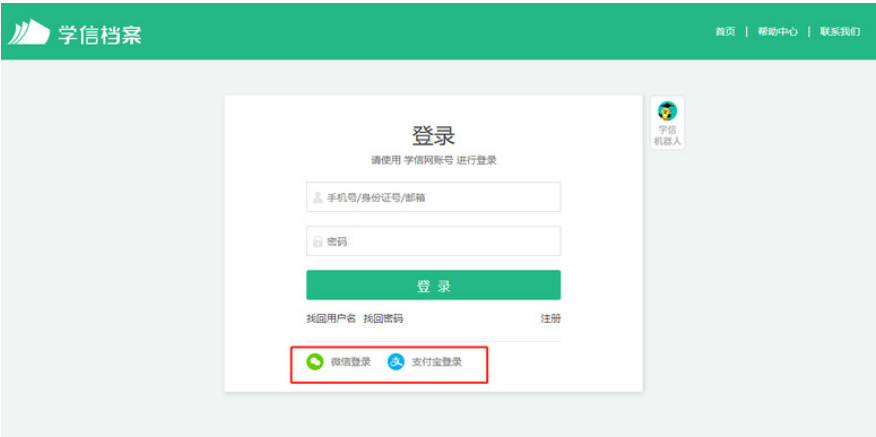 学信档案
首页 | 帮助中心 | 联系我们
登录
请使用 学信网账号 进行登录
学信
机器人
手机号/身份证号/邮箱
密码
登 录
找回用户名 找回密码 注册
微信登录 支付宝登录